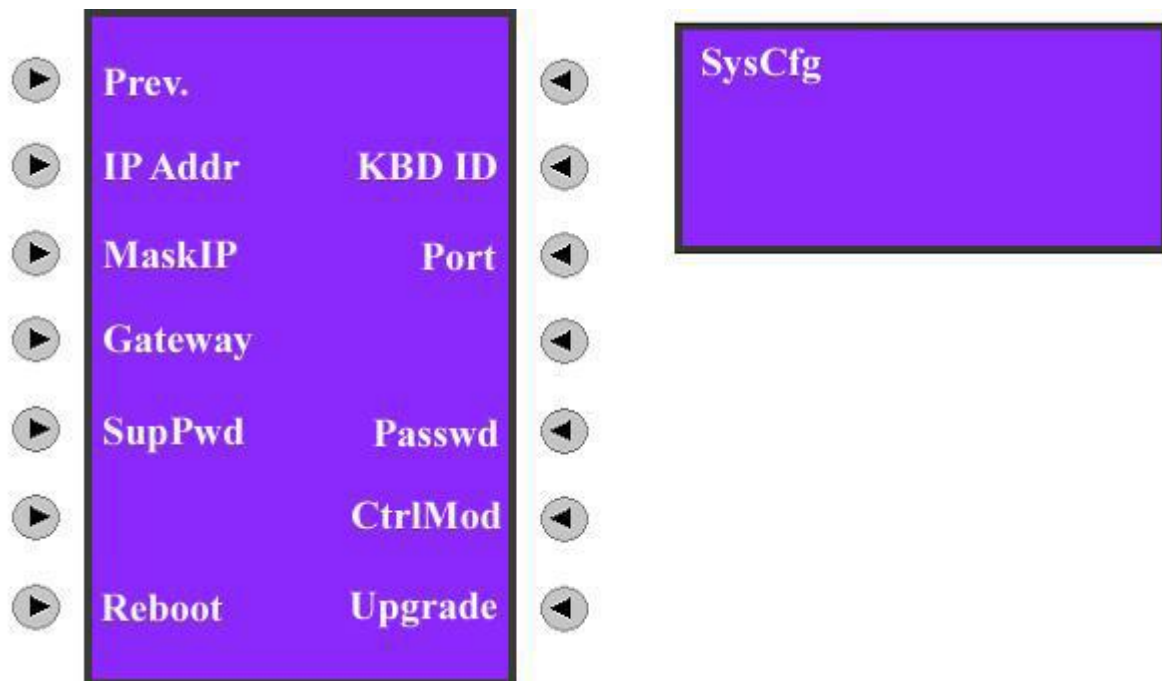 Prev.
IP Addr KBD ID
MaskIP Port
Gateway
SupPwd Passwd
CtrlMod
Reboot Upgrade
SysCfg